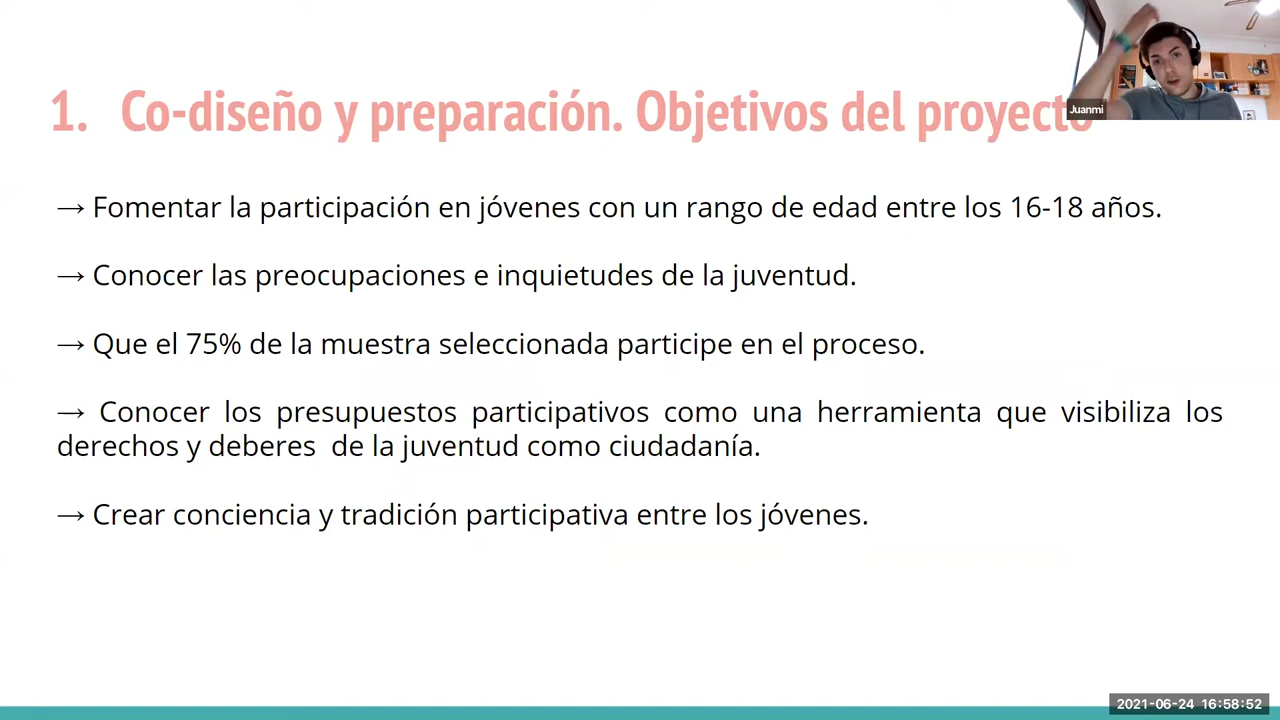 1. Co-diseño y preparación. Objetivos del proyecto
Juanmi
→ Fomentar la participación en jóvenes con un rango de edad entre los 16-18 años.
→ Conocer las preocupaciones e inquietudes de la juventud.
→ Que el 75% de la muestra seleccionada participe en el proceso.
→ Conocer los presupuestos participativos como una herramienta que visibiliza los
derechos y deberes  de la juventud como ciudadanía.
→ Crear conciencia y tradición participativa entre los jóvenes.
2021-06-24 16:58:52